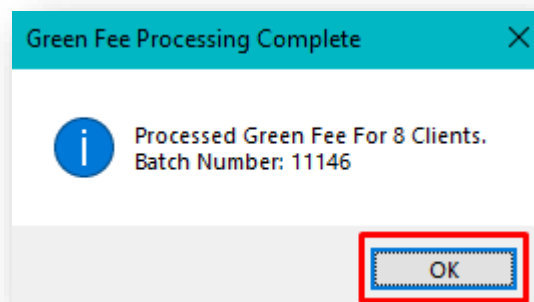 Green Fee Processing Complete
Processed Green Fee For 8 Clients.
Batch Number: 11146
OK